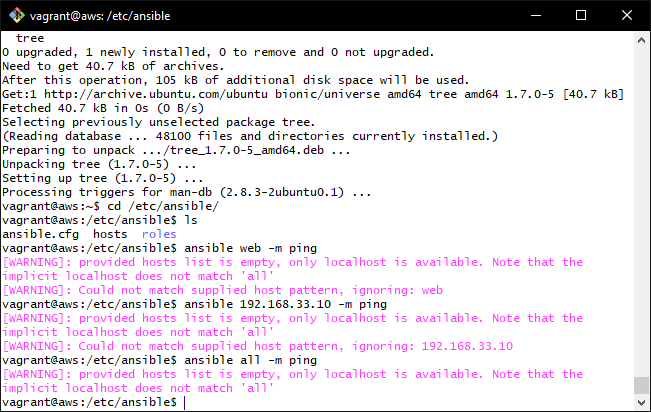 vagrant@aws: /etc/ansible
tree
0 upgraded, 1 newly installed, 0 to remove and 0 not upgraded.
Need to get 40.7 kB of archives.
After this operation, 105 kB of additional disk space will be used.
Get:1 http://archive.ubuntu.com/ubuntu bionic/universe amd64 tree amd64 1.7.0-5 [40.7 kB]
Fetched 40.7 kB in 0s (0 B/s)
Selecting previously unselected package tree.
(Reading database ... 48100 files and directories currently installed.)
Preparing to unpack .../tree_1.7.0-5_amd64.deb ...
Unpacking tree (1.7.0-5) ...
Setting up tree (1.7.0-5) ...
Processing triggers for man-db (2.8.3-2ubuntu0.1) ...
vagrant@aws:~$ cd /etc/ansible/
vagrant@aws:/etc/ansible$ ls
ansible.cfg  hosts  roles
vagrant@aws:/etc/ansible$ ansible web -m ping
[WARNING]: provided hosts list is empty, only localhost is available. Note that the
implicit localhost does not match 'all'
[WARNING]: Could not match supplied host pattern, ignoring: web
vagrant@aws:/etc/ansible$ ansible 192.168.33.10 -m ping
[WARNING]: provided hosts list is empty, only localhost is available. Note that the
implicit localhost does not match 'all'
[WARNING]: Could not match supplied host pattern, ignoring: 192.168.33.10
vagrant@aws:/etc/ansible$ ansible all -m ping
[WARNING]: provided hosts list is empty, only localhost is available. Note that the
implicit localhost does not match 'all'
vagrant@aws:/etc/ansible$